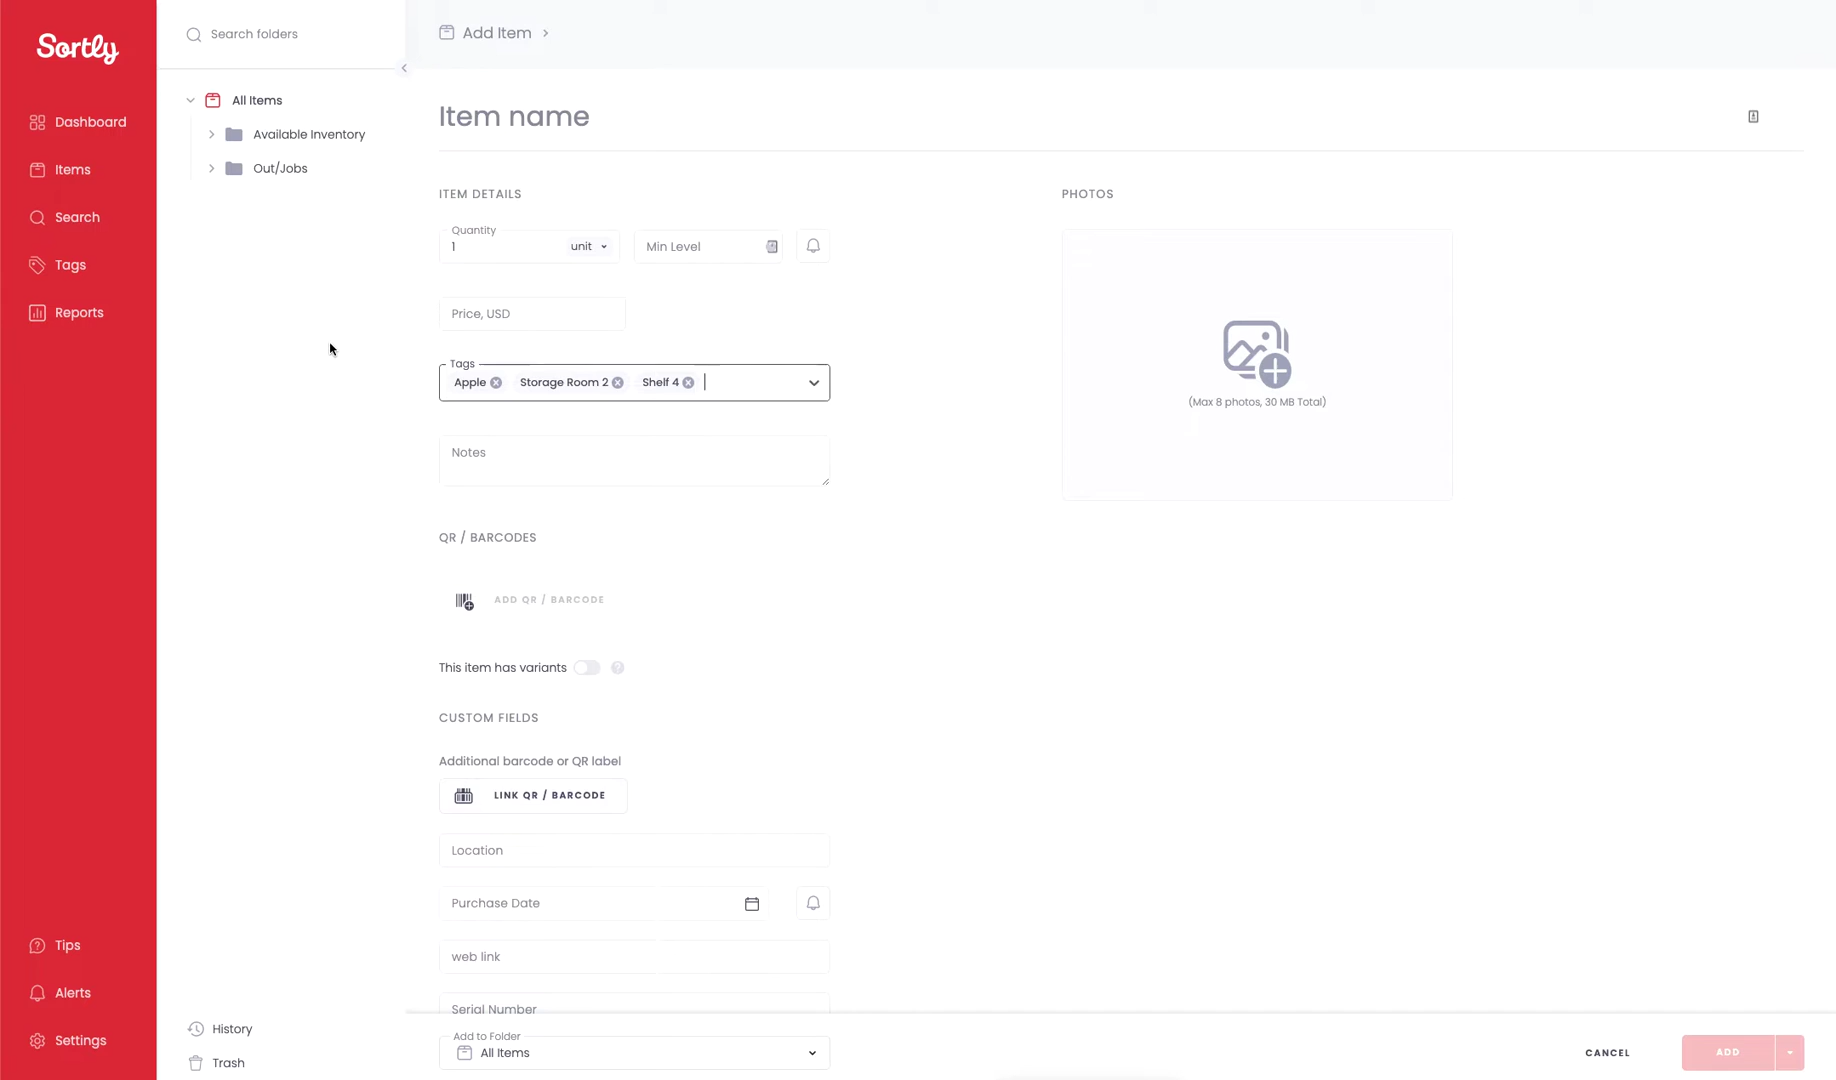 Sortly
Dashboard
Items
Search
Tags
Reports
Tips
Alerts
Settings
Search folders
All Items
Available Inventory
Out/Jobs
History
Trash
Add Item
Item name
ITEM DETAILS
Quantity
1 unit
Min Level
Price, USD
Tags
Apple Storage Room 2 Shelf 4
Notes
QR / BARCODES
ADD QR / BARCODE
This item has variants ?
CUSTOM FIELDS
Additional barcode or QR label
LINK QR / BARCODE
Location
Purchase Date
web link
Serial Number
PHOTOS
(Max 8 photos, 30 MB Total)
Add to Folder
All Items
CANCEL
ADD